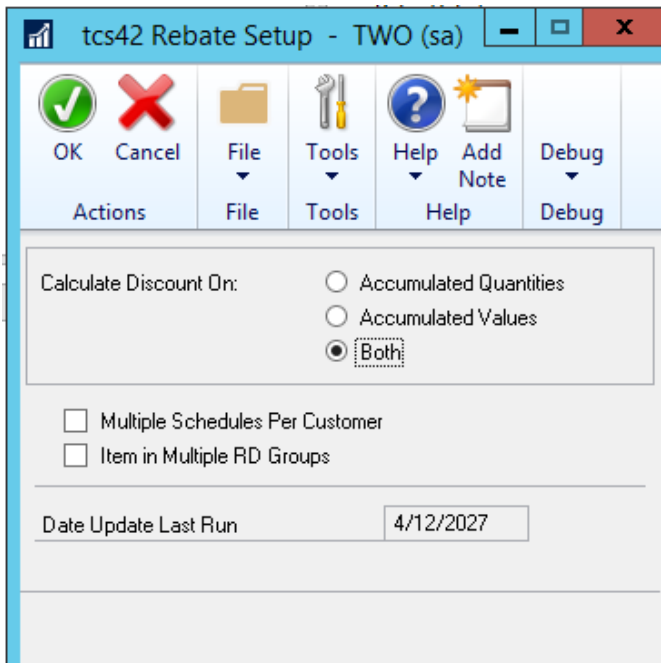 tcs42 Rebate Setup - TWO (sa)
OK Cancel File Tools Help Add Note Debug
Actions File Tools Help Debug
Calculate Discount On: Accumulated Quantities
Accumulated Values
Both
Multiple Schedules Per Customer
Item in Multiple RD Groups
Date Update Last Run 4/12/2027